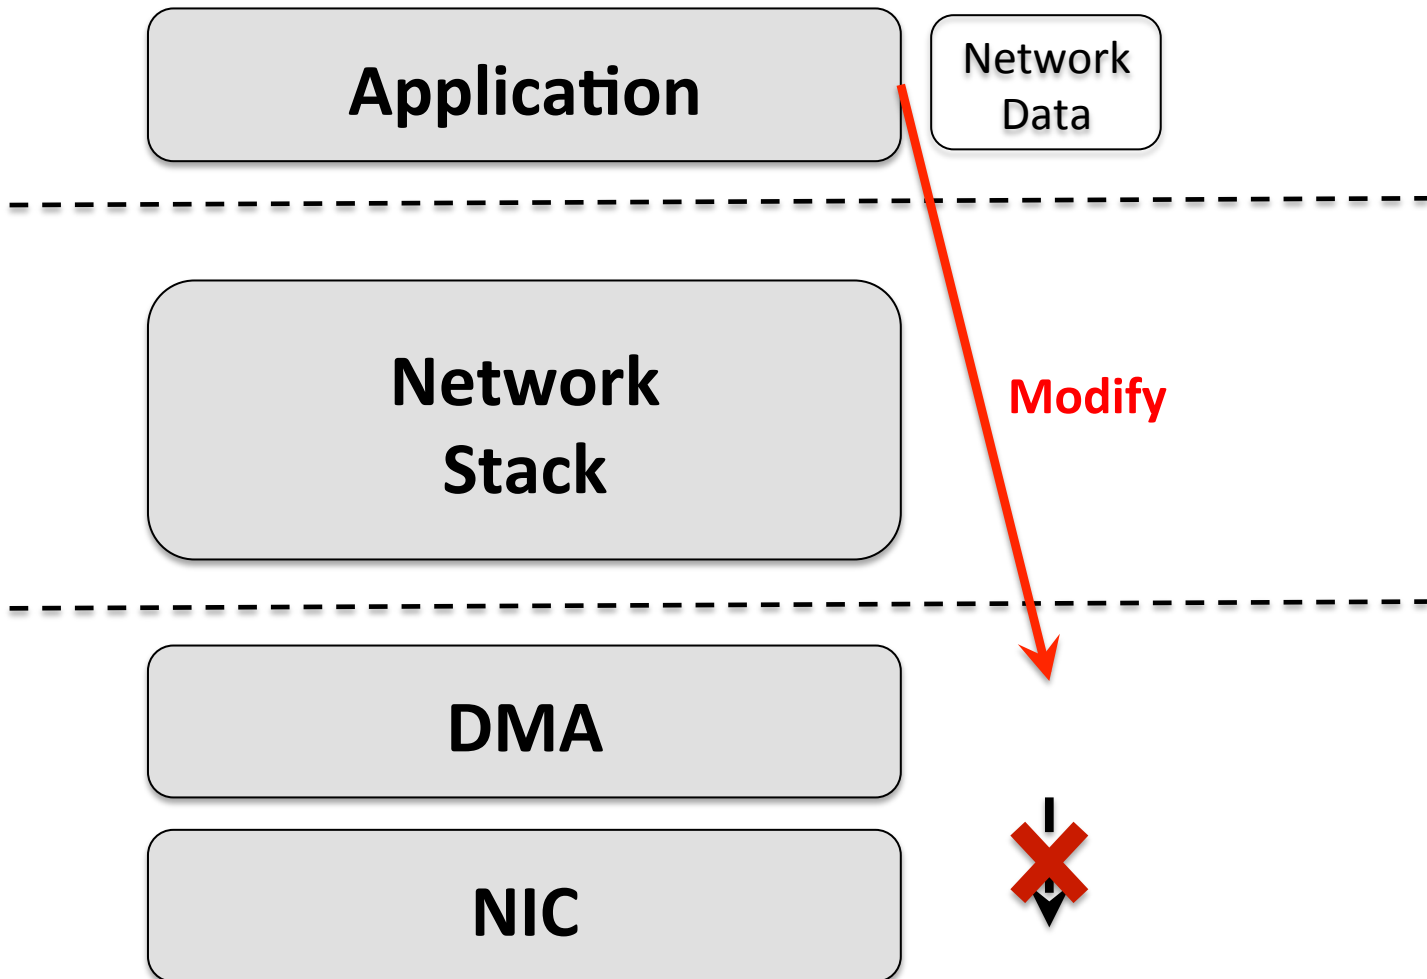 Application
Network
Data
Network
Stack
Modify
DMA
NIC